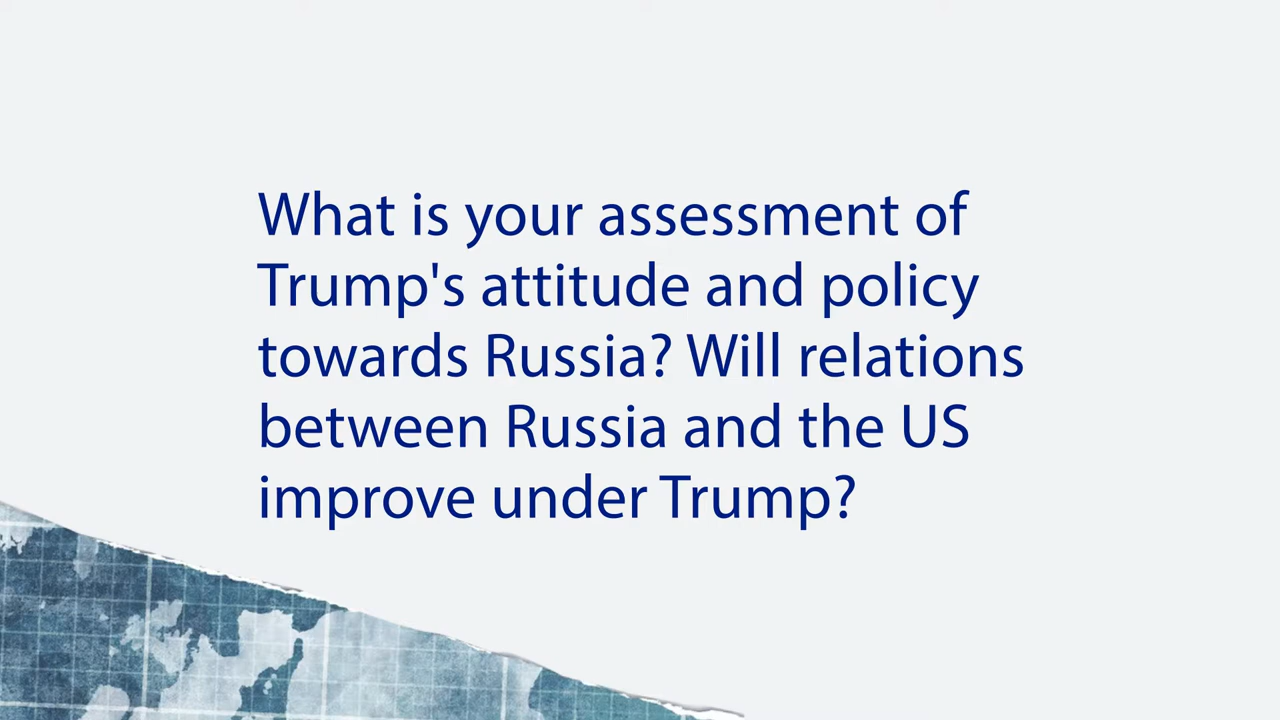 What is your assessment of
Trump's attitude and policy
towards Russia? Will relations
between Russia and the US
improve under Trump?